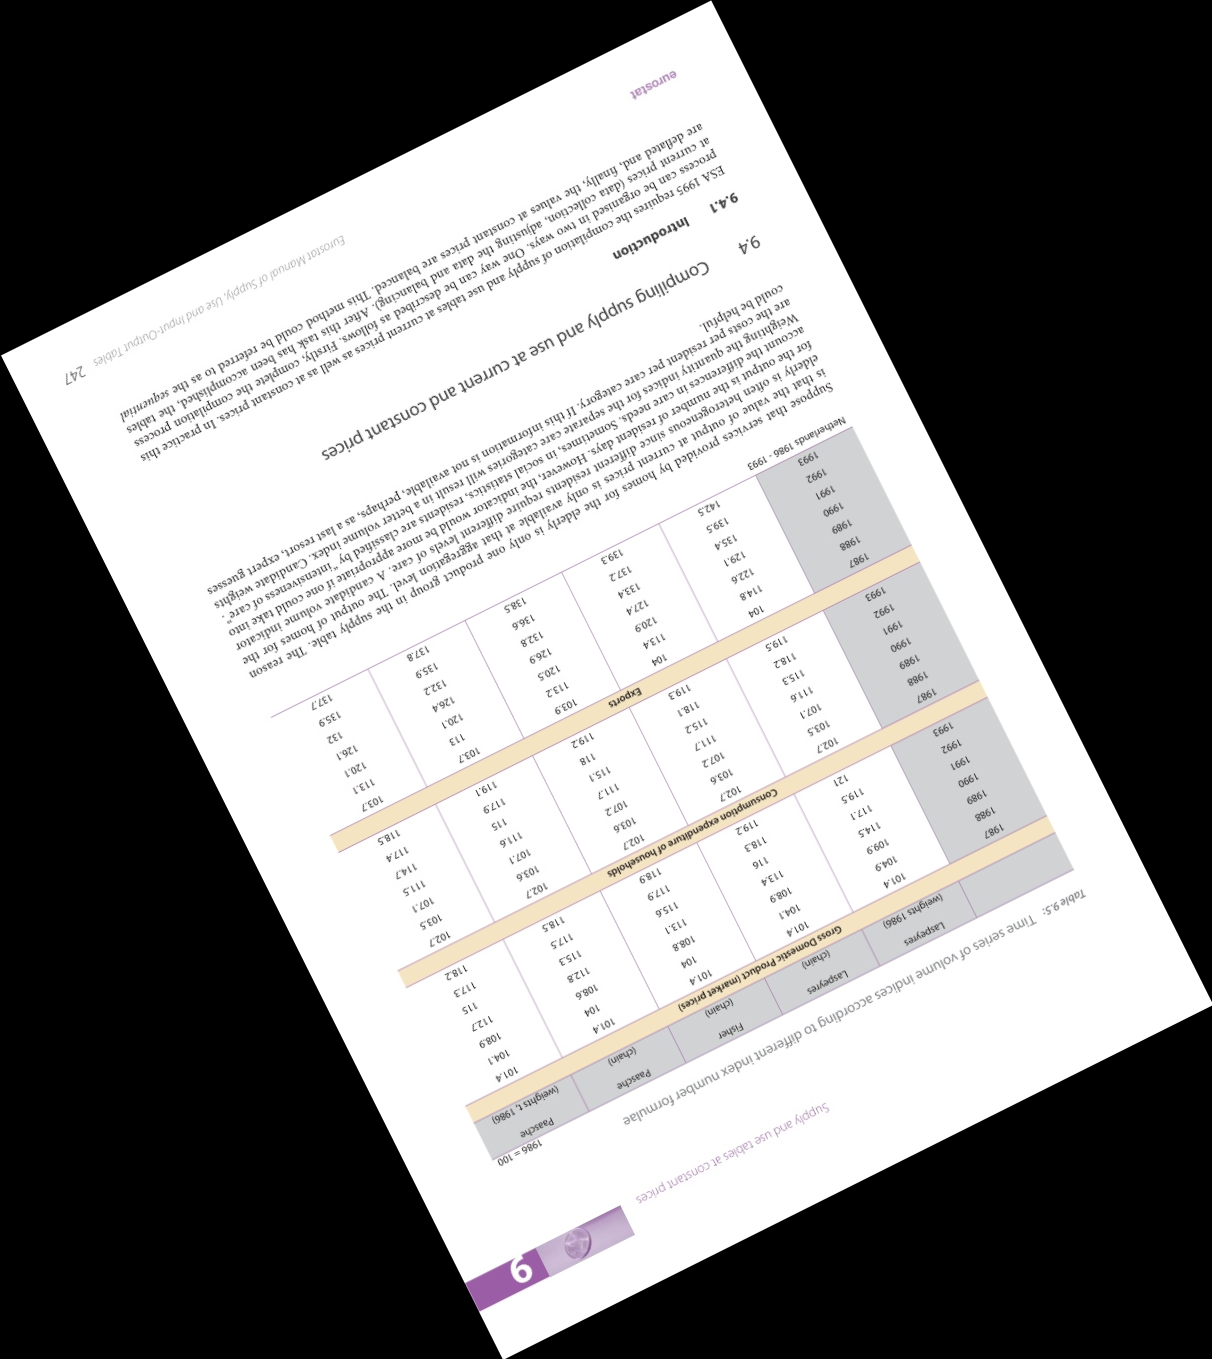 Supply and use tables at constant prices
9
Table 9.5: Time series of volume indices according to different number index formulae
1986 = 100
Laspeyres Laspeyres Fisher Paasche Paasche
(weights 1986) (chain) (chain) (chain) (weights t, 1986)
Gross Domestic Product (market prices)
1987 101.4 101.4 101.4 101.4 101.4
1988 104.9 104.1 104 104 104.1
1989 109.9 108.9 108.8 108.6 108.9
1990 114.5 113.4 113.1 112.8 112.7
1991 117.1 116 115.6 115.3 115
1992 119.5 118.3 117.9 117.5 117.3
1993 121 119.2 118.9 118.5 118.2
Consumption expenditure of households
1987 102.7 102.7 102.7 102.7 102.7
1988 103.5 103.6 103.6 103.6 103.5
1989 107.1 107.2 107.2 107.1 107.1
1990 111.6 111.7 111.7 111.6 111.5
1991 115.3 115.2 115.1 115 114.7
1992 118.2 118.1 118 117.9 117.4
1993 119.5 119.3 119.2 119.1 118.5
Exports
1987 104 104 103.9 103.7 103.7
1988 114.8 113.4 113.2 113 113.1
1989 122.6 120.9 120.5 120.1 120.1
1990 129.1 127.4 126.9 126.4 126.1
1991 135.4 133.4 132.8 132.2 132
1992 139.5 137.2 136.6 135.9 135.9
1993 142.5 139.3 138.5 137.8 137.7
Netherlands 1986 - 1993
Suppose that services provided by homes for the elderly is only one product group in the supply table. The reason
is that the value of output at current prices is only available at that aggregation level. The output of homes for the
elderly is often heterogeneous since different residents require different levels of care. A candidate volume indicator
for the output is the number of resident days. However, the indicator would be more appropriate if one could take into
account the differences in care needs. Sometimes, in social statistics, residents are classified by “intensiveness of care”.
Weighting the quantity indices for the separate care categories will result in a better volume index. Candidate weights
are the costs per resident per care category. If this information is not available, perhaps, as a last resort, expert guesses
could be helpful.
9.4 Compiling supply and use at current and constant prices
9.4.1 Introduction
ESA 1995 requires the compilation of supply and use tables at current prices as well as at constant prices. In practice this
process can be organised in two ways. One way can be described as follows. Firstly, complete the compilation process
at current prices (data collection, adjusting the data and balancing). After this task has been accomplished, the tables
are deflated and, finally, the values at constant prices are balanced. This method could be referred to as the sequential
eurostat
Eurostat Manual of Supply, Use and Input-Output Tables
247